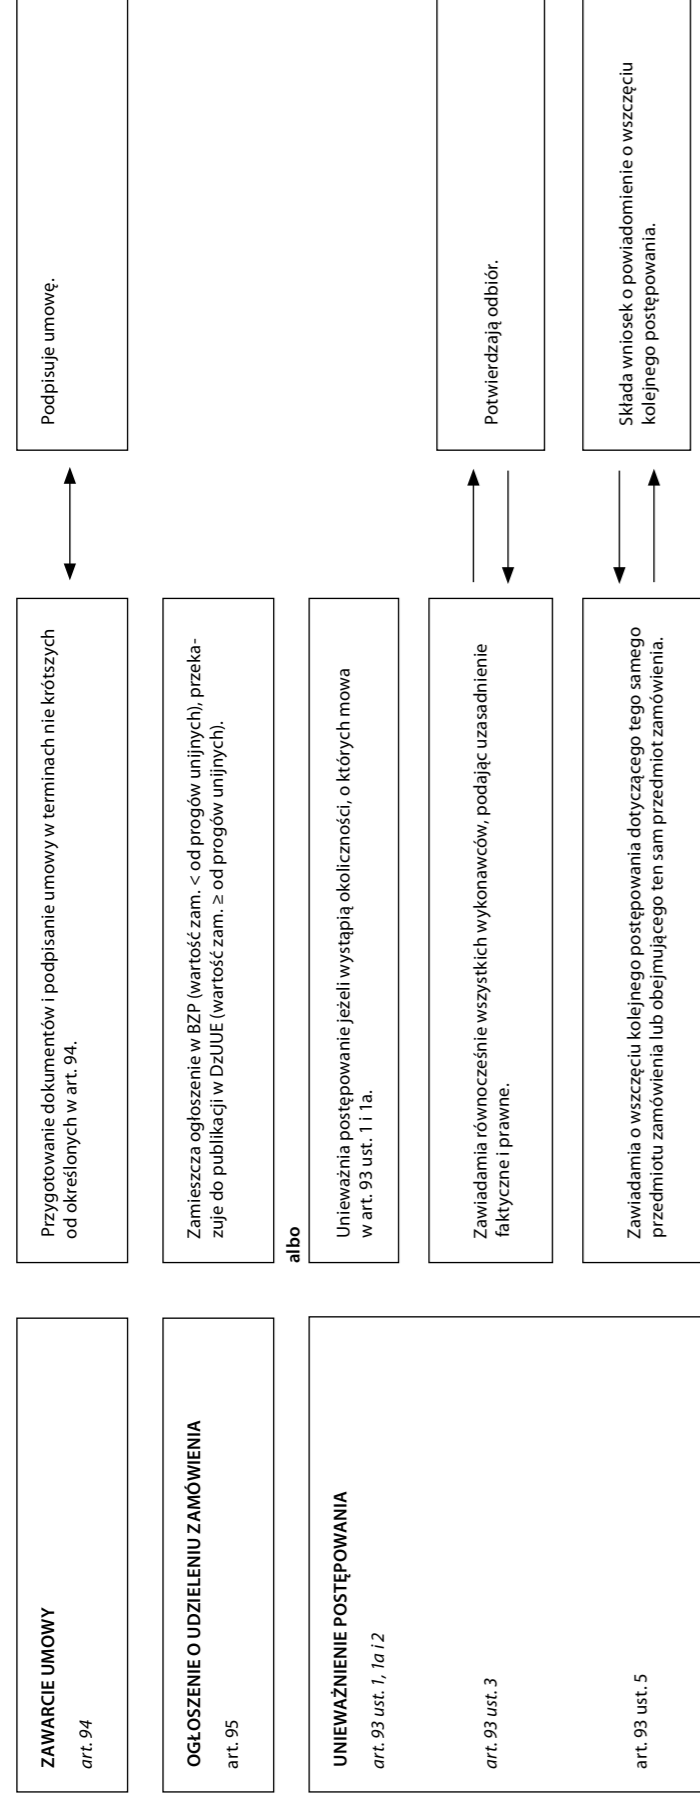 ZAWARCIE UMOWY
art. 94
Przygotowanie dokumentów i podpisanie umowy w terminach nie krótszych
od określonych w art. 94.
Podpisuje umowę.
OGŁOSZENIE O UDZIELENIU ZAMÓWIENIA
art. 95
Zamieszcza ogłoszenie w BZP (wartość zam. < od progów unijnych), przeka-
zuje do publikacji w DzUUE (wartość zam. ≥ od progów unijnych).
albo
UNIEWAŻNIENIE POSTĘPOWANIA
art. 93 ust. 1, 1a i 2
Unieważnia postępowanie jeżeli wystąpią okoliczności, o których mowa
w art. 93 ust. 1 i 1a.
art. 93 ust. 3
Zawiadamia równocześnie wszystkich wykonawców, podając uzasadnienie
faktyczne i prawne.
Potwierdzają odbiór.
art. 93 ust. 5
Zawiadamia o wszczęciu kolejnego postępowania dotyczącego tego samego
przedmiotu zamówienia lub obejmującego ten sam przedmiot zamówienia.
Składa wniosek o powiadomienie o wszczęciu
kolejnego postępowania.